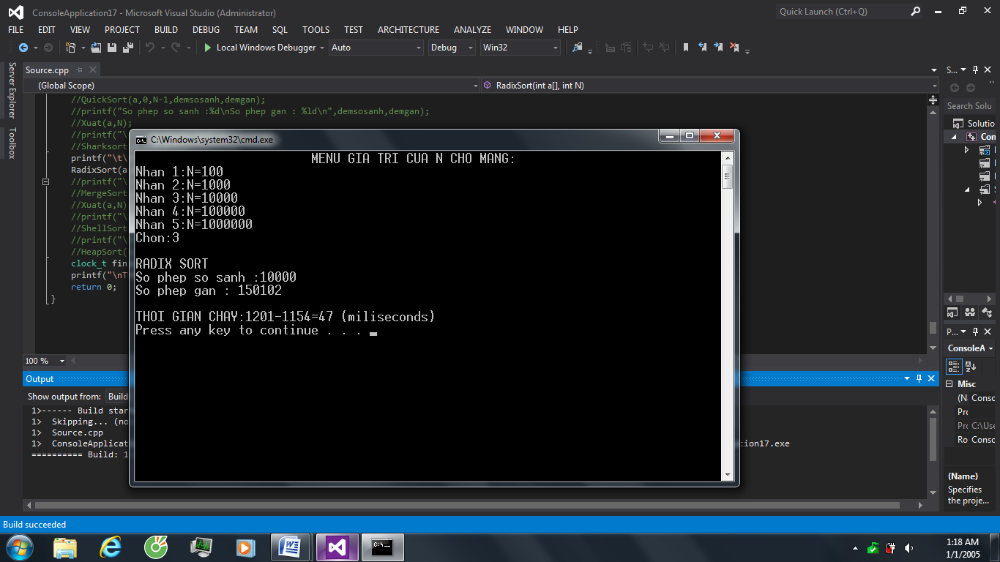 ConsoleApplication17 - Microsoft Visual Studio (Administrator)
Quick Launch (Ctrl+Q)
FILE EDIT VIEW PROJECT BUILD DEBUG TEAM SQL TOOLS TEST ARCHITECTURE ANALYZE WINDOW HELP
Local Windows Debugger Auto Debug Win32
Server Explorer
Toolbox
Source.cpp
(Global Scope) RadixSort(int a[], int N)
//QuickSort(a,0,N-1,demsosanh,demgan);
//printf("So phep so sanh :%d\nSo phep gan : %ld\n",demsosanh,demgan);
//Xuat(a,N);
//printf("\
//Sharksort
printf("\t\
RadixSort(a
//printf("\
//MergeSort
//Xuat(a,N)
//printf("\
//ShellSort
//printf("\
//HeapSort(
clock_t fin
printf("\nT
return 0;
}
C:\Windows\system32\cmd.exe
MENU GIA TRI CUA N CHO MANG:
Nhan 1:N=100
Nhan 2:N=1000
Nhan 3:N=10000
Nhan 4:N=100000
Nhan 5:N=1000000
Chon:3
RADIX SORT
So phep so sanh :10000
So phep gan : 150102
THOI GIAN CHAY:1201-1154=47 (miliseconds)
Press any key to continue . . .
100 %
Output
Show output from: Build
1>------ Build star
1> Skipping... (no
1> Source.cpp
1> ConsoleApplicat
ion17.exe
========== Build: 1
S...
Search Solu
Solutio
Con
P...
ConsoleA
Misc
(N Conso
Pro
Pro C:\Use
Ro Conso
(Name)
Specifies
the proje...
Build succeeded
1:18 AM
1/1/2005